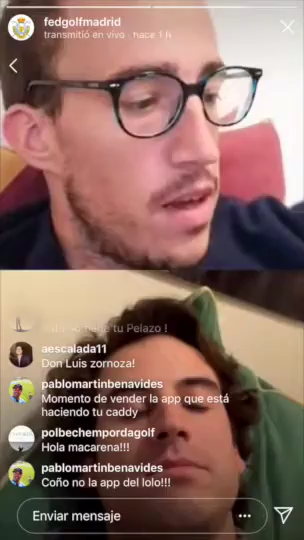 fedgolfmadrid
transmitió en vivo · hace 1 h
tu Pelazo !
aescalada11
Don Luis zornoza!
pablomartinbenavides
Momento de vender la app que está
haciendo tu caddy
polbechempordagolf
Hola macarena!!!
pablomartinbenavides
Coño no la app del lolo!!!
Enviar mensaje